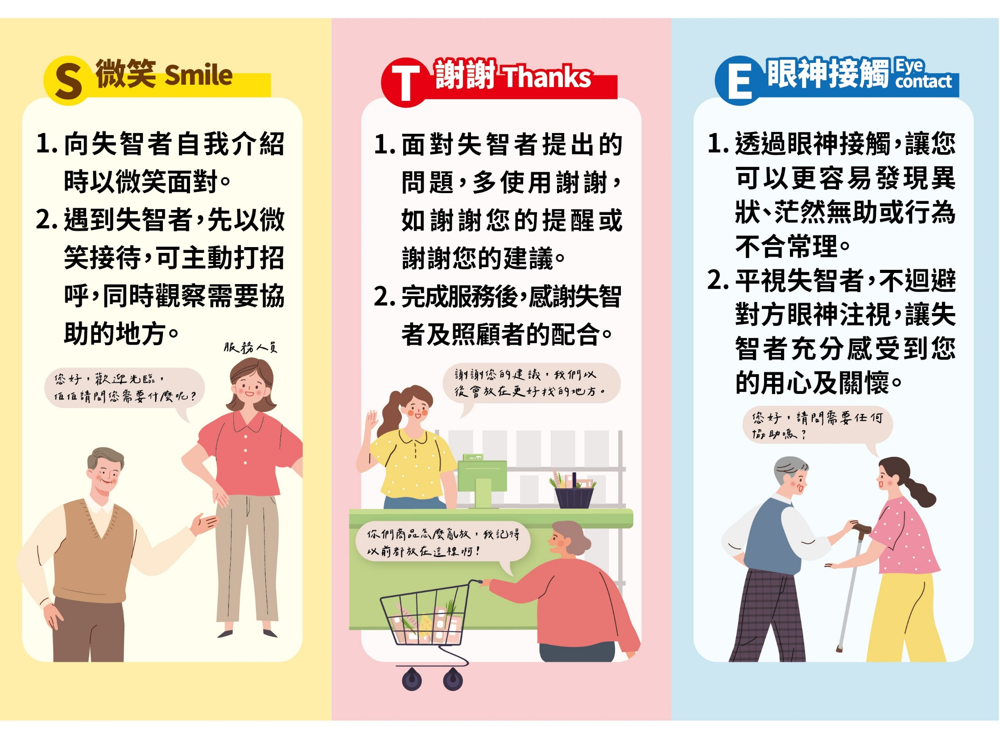 S 微笑 Smile
1. 向失智者自我介紹
時以微笑面對。
2. 遇到失智者，先以微
笑接待，可主動打招
呼，同時觀察需要協
助的地方。
服務人員
您好，歡迎光臨，
伯伯請問您需要什麼呢？
T 謝謝 Thanks
1. 面對失智者提出的
問題，多使用謝謝，
如謝謝您的提醒或
謝謝您的建議。
2. 完成服務後，感謝失智
者及照顧者的配合。
謝謝您的建議，我們以
後會放在更好找的地方。
你們商品怎麼亂放，我記得
以前都放在這裡啊！
E 眼神接觸 Eye
contact
1. 透過眼神接觸，讓您
可以更容易發現異
狀、茫然無助或行為
不合常理。
2. 平視失智者，不迴避
對方眼神注視，讓失
智者充分感受到您
的用心及關懷。
您好，請問需要任何
協助嗎？